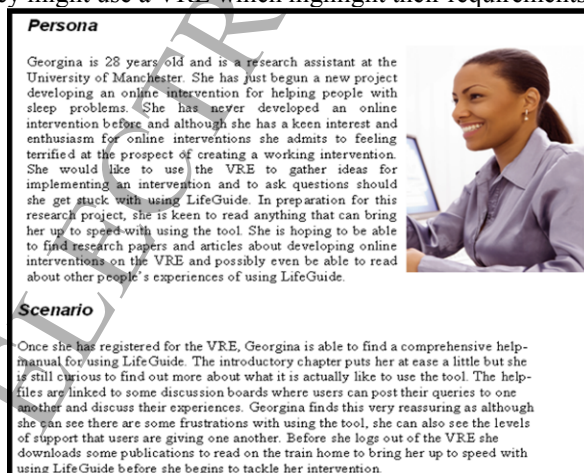 y might use a VRE which highlight their requirements
Persona
Georgina is 28 years old and is a research assistant at the
University of Manchester. She has just begun a new project
developing an online intervention for helping people with
sleep problems. She has never developed an online
intervention before and although she has a keen interest and
enthusiasm for online interventions she admits to feeling
terrified at the prospect of creating a working intervention.
She would like to use the VRE to gather ideas for
implementing an intervention and to ask questions should
she get stuck with using LifeGuide. In preparation for this
research project, she is keen to read anything that can bring
her up to speed with using the tool. She is hoping to be able
to find research papers and articles about developing online
interventions on the VRE and possibly even be able to read
about other people's experiences of using LifeGuide.
Scenario
Once she has registered for the VRE, Georgina is able to find a comprehensive help-
manual for using LifeGuide. The introductory chapter puts her at ease a little but she
is still curious to find out more about what it is actually like to use the tool. The help-
files are linked to some discussion boards where users can post their queries to one
another and discuss their experiences. Georgina finds this very reassuring as although
she can see there are some frustrations with using the tool, she can also see the levels
of support that users are giving one another. Before she logs out of the VRE she
downloads some publications to read on the train home to bring her up to speed with
using LifeGuide before she begins to tackle her intervention.
ELECTR